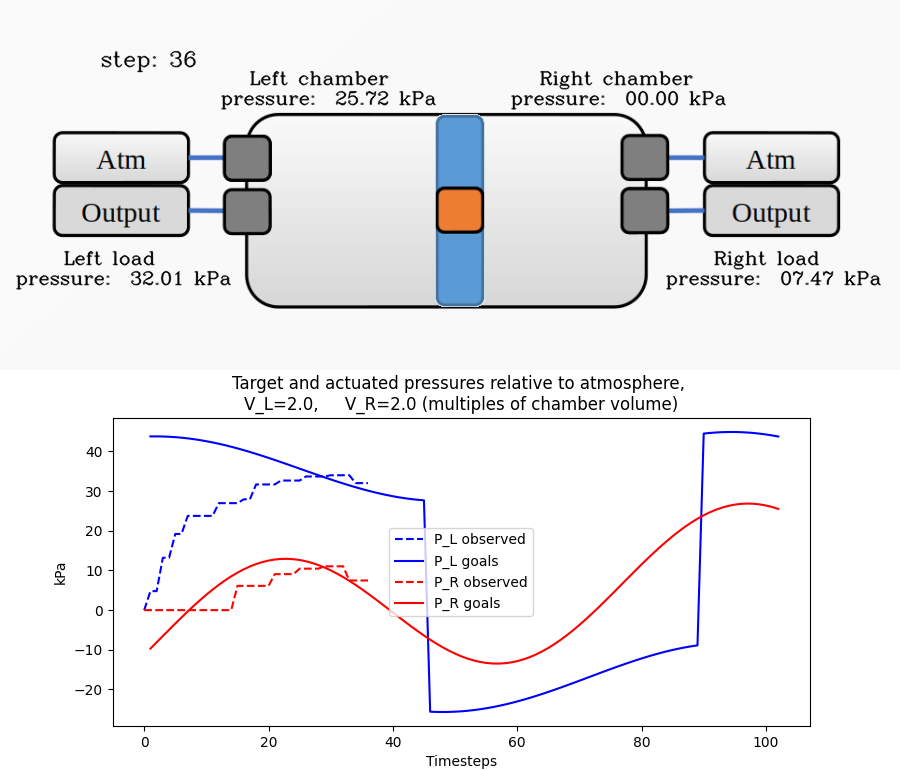 step: 36
Left chamber
pressure: 25.72 kPa
Right chamber
pressure: 00.00 kPa
Atm
Output
Atm
Output
Left load
pressure: 32.01 kPa
Right load
pressure: 07.47 kPa
Target and actuated pressures relative to atmosphere,
V_L=2.0, V_R=2.0 (multiples of chamber volume)
40
30
20
10
0
−10
−20
kPa
P_L observed
P_L goals
P_R observed
P_R goals
0 20 40 60 80 100
Timesteps